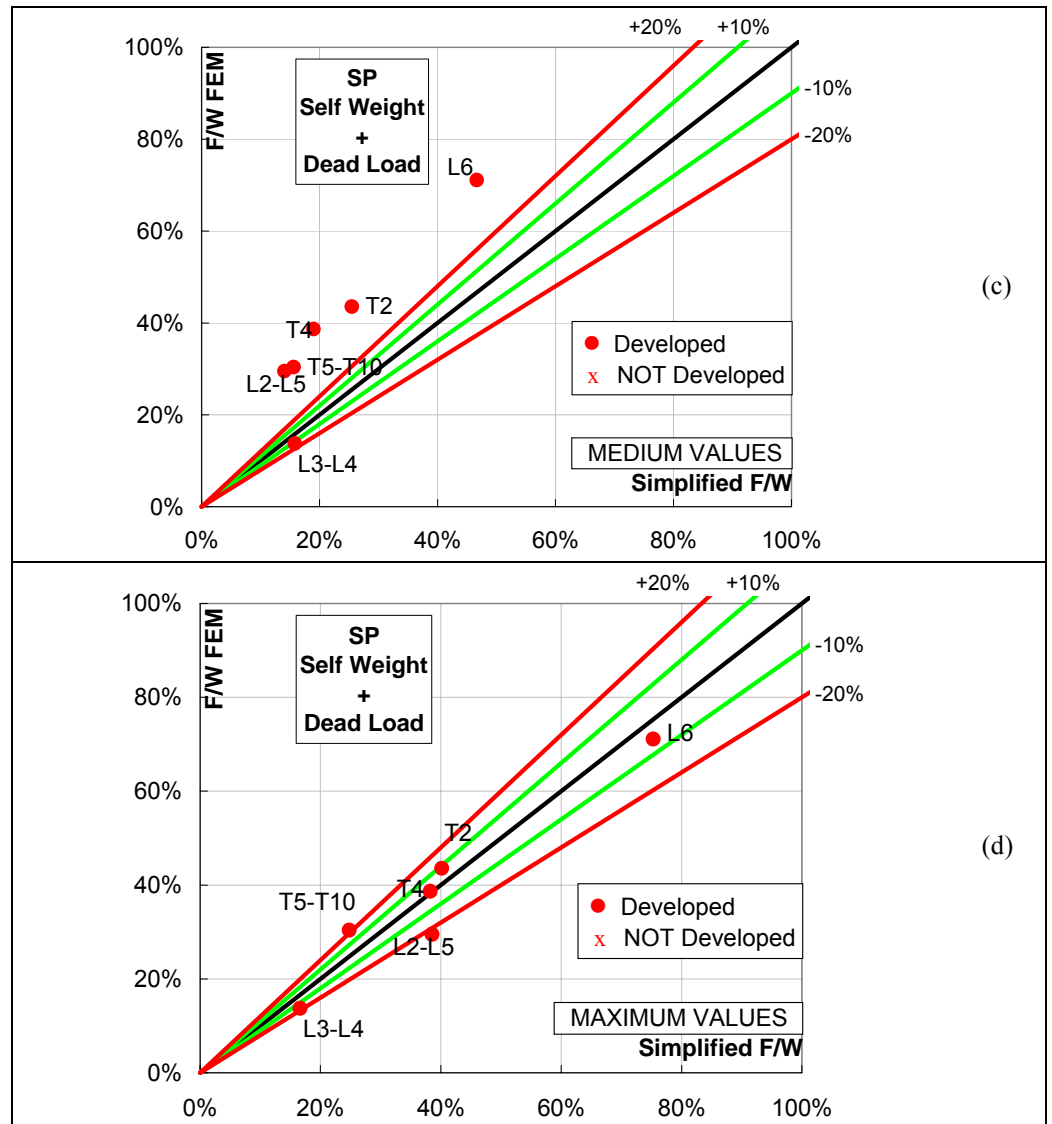 +20%
+10%
100%
F/W FEM
SP
Self Weight
+
Dead Load
-10%
80%
-20%
L6
60%
(c)
T2
40%
T4
Developed
T5-T10
x NOT Developed
L2-L5
20%
MEDIUM VALUES
L3-L4
Simplified F/W
0%
0% 20% 40% 60% 80% 100%
+20%
+10%
100%
F/W FEM
SP
Self Weight
+
Dead Load
-10%
80%
-20%
L6
60%
T2
(d)
40%
T4
T5-T10
Developed
x NOT Developed
L2-L5
20%
MAXIMUM VALUES
L3-L4
Simplified F/W
0%
0% 20% 40% 60% 80% 100%